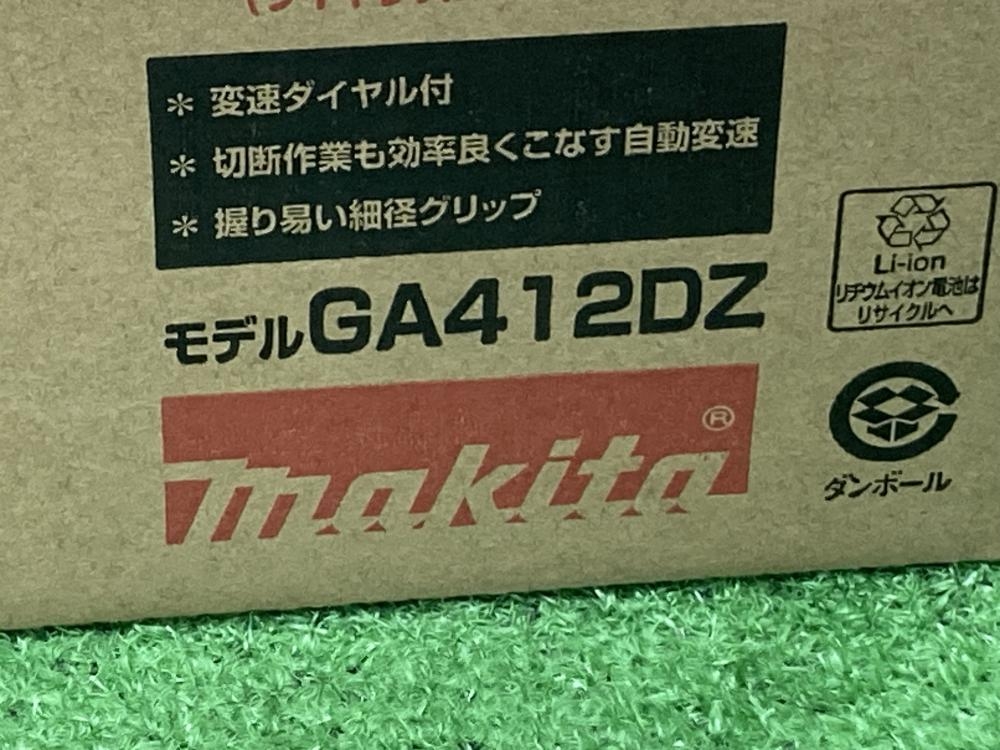 * 変速ダイヤル付
* 切断作業も効率良くこなす自動変速
* 握り易い細径グリップ
モデルGA412DZ
makita®
Li-ion
リチウムイオン電池は
リサイクルへ
ダンボール